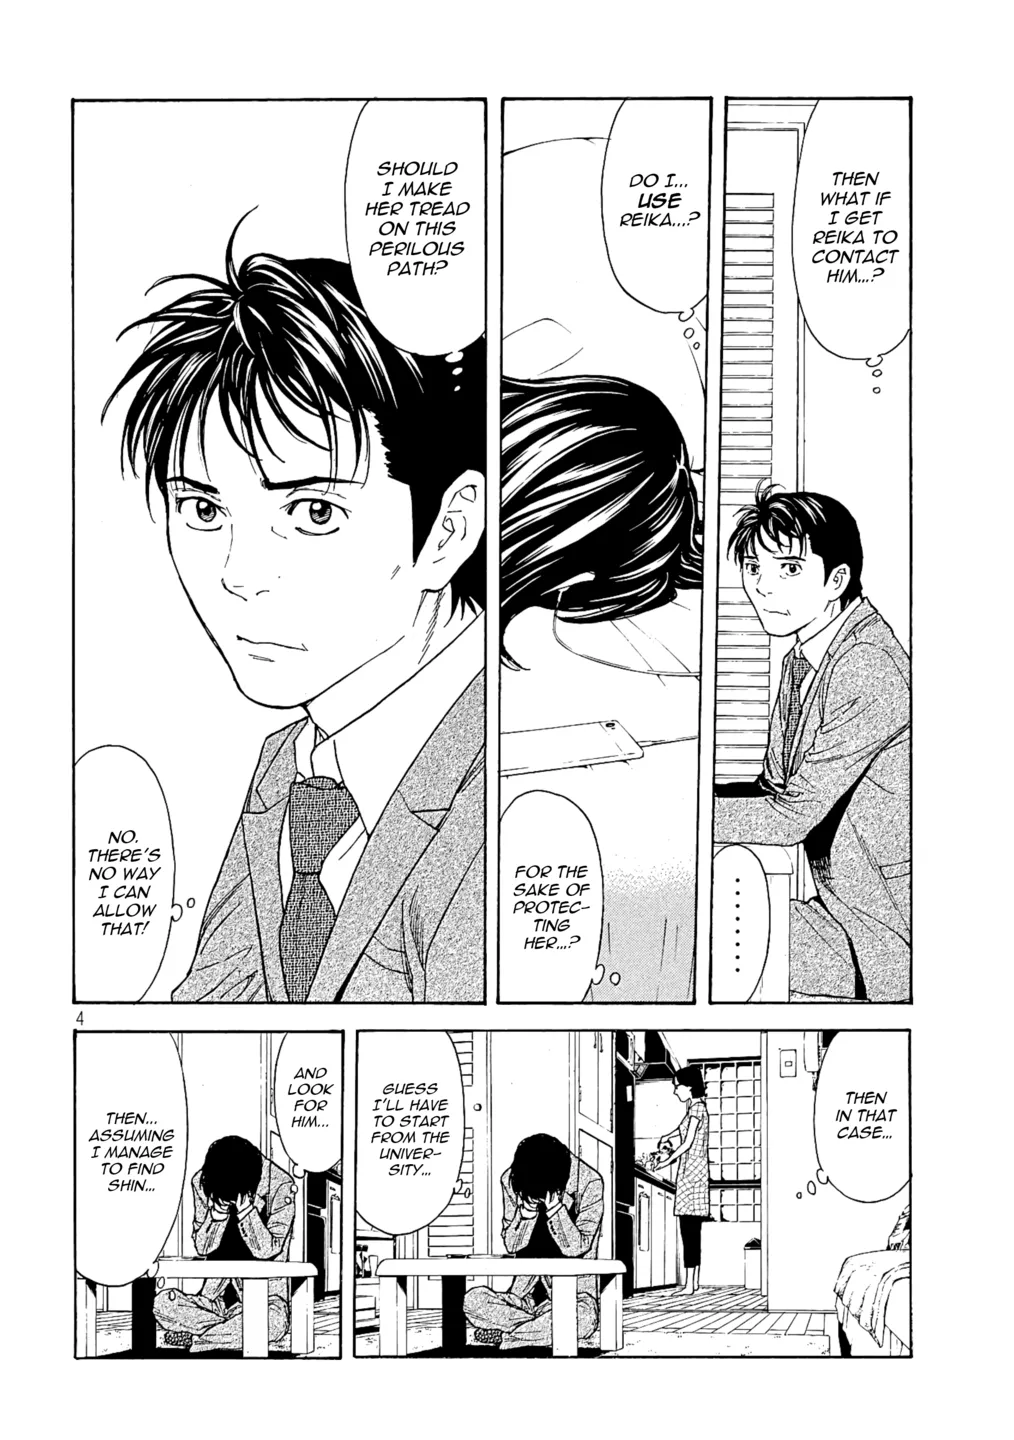 THEN
WHAT IF
I GET
REIKA TO
CONTACT
HIM...?
........
DO I...
USE
REIKA...?
FOR THE
SAKE OF
PROTEC-
TING
HER...?
SHOULD
I MAKE
HER TREAD
ON THIS
PERILOUS
PATH?
NO.
THERE'S
NO WAY
I CAN
ALLOW
THAT!
4
THEN
IN THAT
CASE...
GUESS
I'LL HAVE
TO START
FROM THE
UNIVER-
SITY...
AND
LOOK
FOR
HIM...
THEN...
ASSUMING
I MANAGE
TO FIND
SHIN...